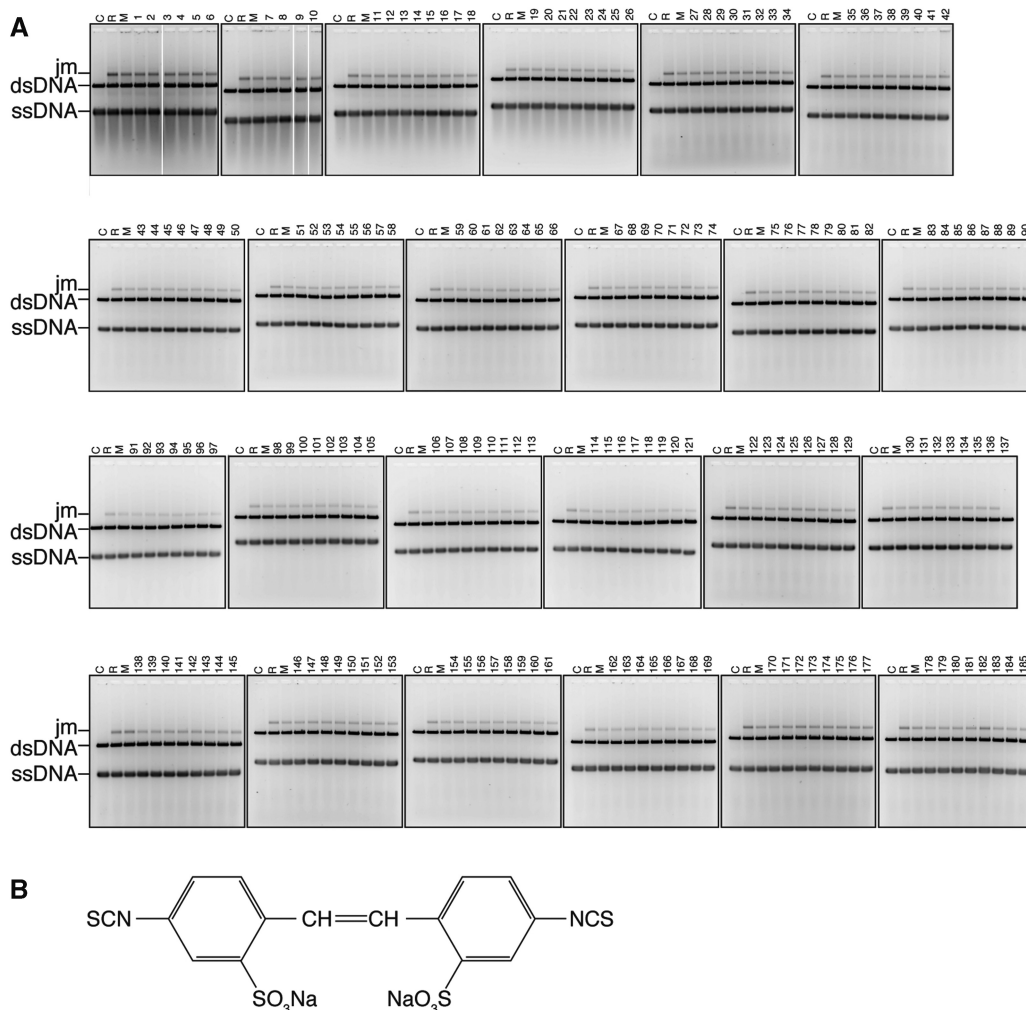 A
C R M 1 2 3 4 5 6
C R M 7 8 9 10
C R M 11 12 13 14 15 16 17 18
C R M 19 20 21 22 23 24 25 26
C R M 27 28 29 30 31 32 33 34
C R M 35 36 37 38 39 40 41 42
jm
dsDNA
ssDNA
C R M 43 44 45 46 47 48 49 50
C R M 51 52 53 54 55 56 57 58
C R M 59 60 61 62 63 64 65 66
C R M 67 68 69 70 71 72 73 74
C R M 75 76 77 78 79 80 81 82
C R M 83 84 85 86 87 88 89 90
jm
dsDNA
ssDNA
C R M 91 92 93 94 95 96 97
C R M 98 99 100 101 102 103 104 105
C R M 106 107 108 109 110 111 112 113
C R M 114 115 116 117 118 119 120 121
C R M 122 123 124 125 126 127 128 129
C R M 130 131 132 133 134 135 136 137
jm
dsDNA
ssDNA
C R M 138 139 140 141 142 143 144 145
C R M 146 147 148 149 150 151 152 153
C R M 154 155 156 157 158 159 160 161
C R M 162 163 164 165 166 167 168 169
C R M 170 171 172 173 174 175 176 177
C R M 178 179 180 181 182 183 184 185
jm
dsDNA
ssDNA
B
SCN CH CH NCS
SO3Na NaO3S